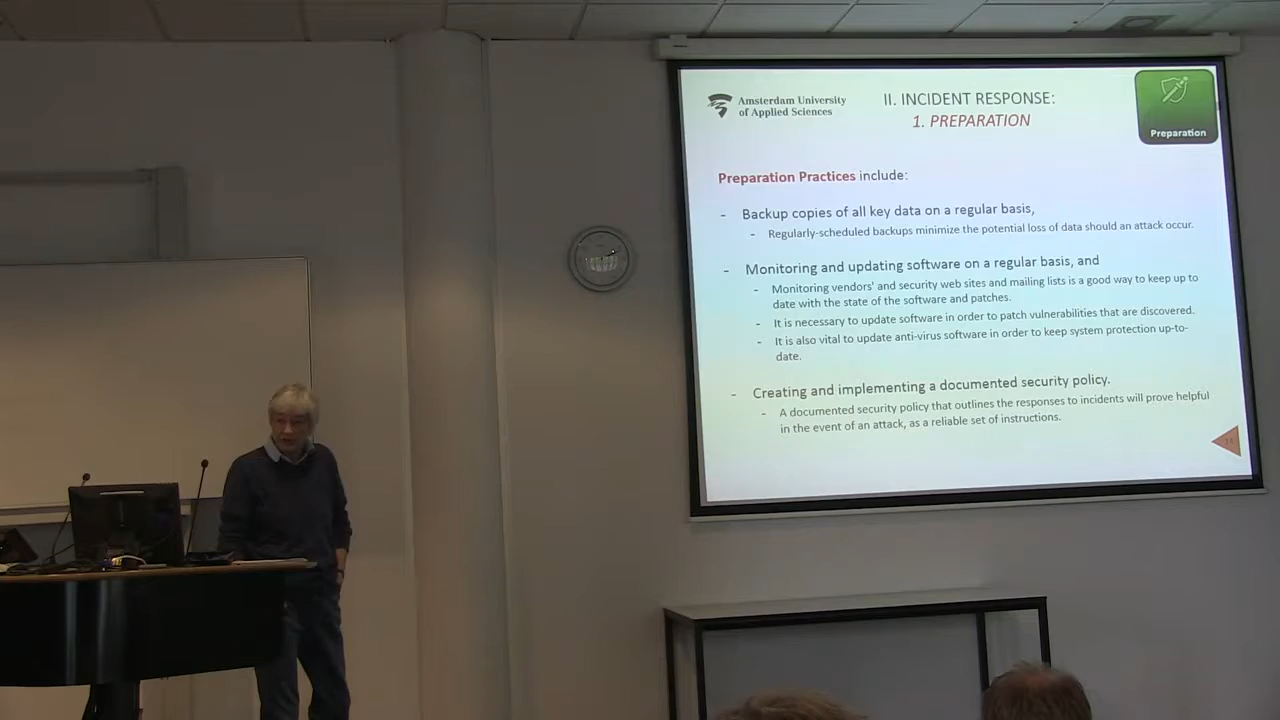 Amsterdam University
of Applied Sciences
II. INCIDENT RESPONSE:
1. PREPARATION
Preparation
Preparation Practices include:
- Backup copies of all key data on a regular basis,
- Regularly-scheduled backups minimize the potential loss of data should an attack occur.
- Monitoring and updating software on a regular basis, and
- Monitoring vendors' and security web sites and mailing lists is a good way to keep up to
date with the state of the software and patches.
- It is necessary to update software in order to patch vulnerabilities that are discovered.
- It is also vital to update anti-virus software in order to keep system protection up-to-
date.
- Creating and implementing a documented security policy.
- A documented security policy that outlines the responses to incidents will prove helpful
in the event of an attack, as a reliable set of instructions.